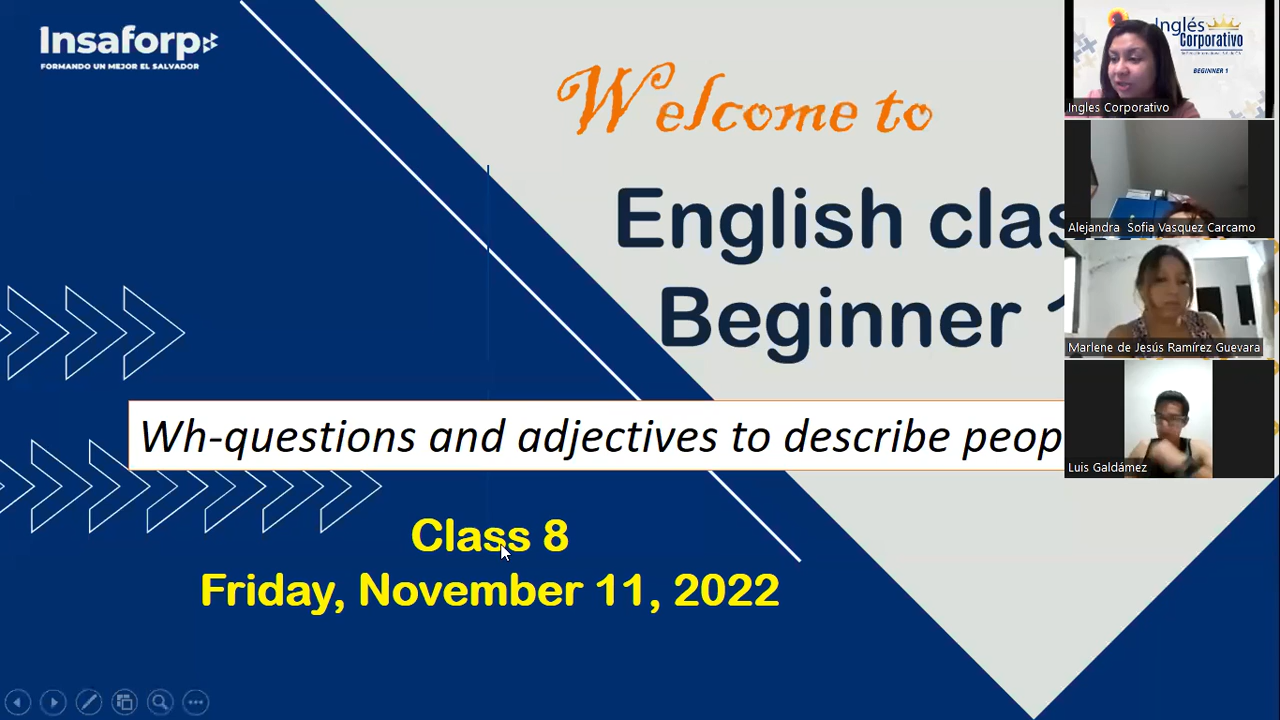 Insaforp
FORMANDO UN MEJOR EL SALVADOR
Welcome to
English clas
Beginner 1
Wh-questions and adjectives to describe peop
Class 8
Friday, November 11, 2022
Inglés
Corporativo
BEGINNER 1
Ingles Corporativo
Alejandra Sofia Vasquez Carcamo
Marlene de Jesús Ramírez Guevara
Luis Galdámez